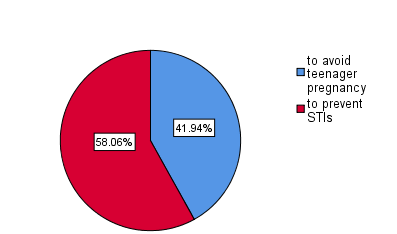 to avoid
teenager
pregnancy
to prevent
STIs
41.94%
58.06%